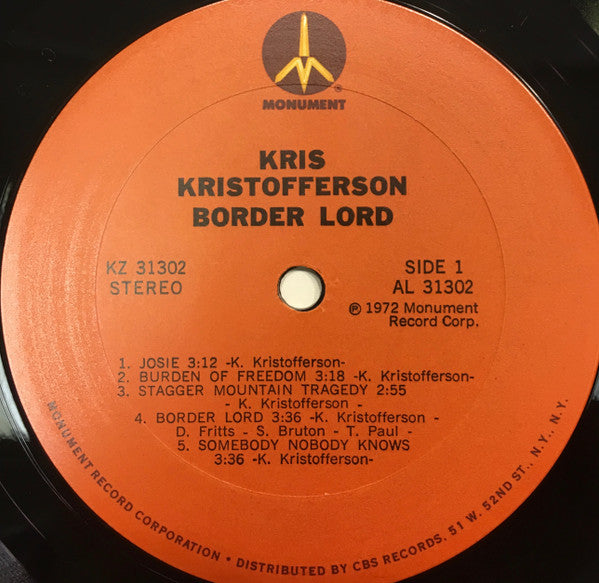 ®
MONUMENT
KRIS
KRISTOFFERSON
BORDER LORD
KZ 31302
STEREO
SIDE 1
AL 31302
℗ 1972 Monument
Record Corp.
1. JOSIE 3:12 -K. Kristofferson-
2. BURDEN OF FREEDOM 3:18 -K. Kristofferson-
3. STAGGER MOUNTAIN TRAGEDY 2:55
- K. Kristofferson -
4. BORDER LORD 3:36 -K. Kristofferson -
D. Fritts - S. Bruton - T. Paul -
5. SOMEBODY NOBODY KNOWS
3:36 -K. Kristofferson-
MONUMENT RECORD CORPORATION • DISTRIBUTED BY CBS RECORDS, 51 W. 52ND ST., N.Y., N.Y.